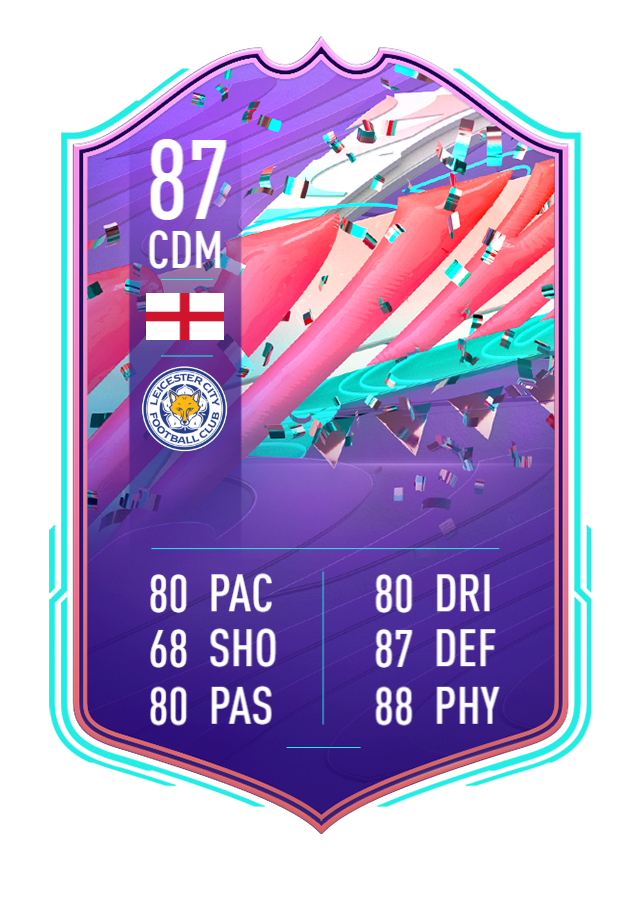 87
CDM
LEICESTER CITY
FOOTBALL CLUB
80 PAC
68 SHO
80 PAS
80 DRI
87 DEF
88 PHY